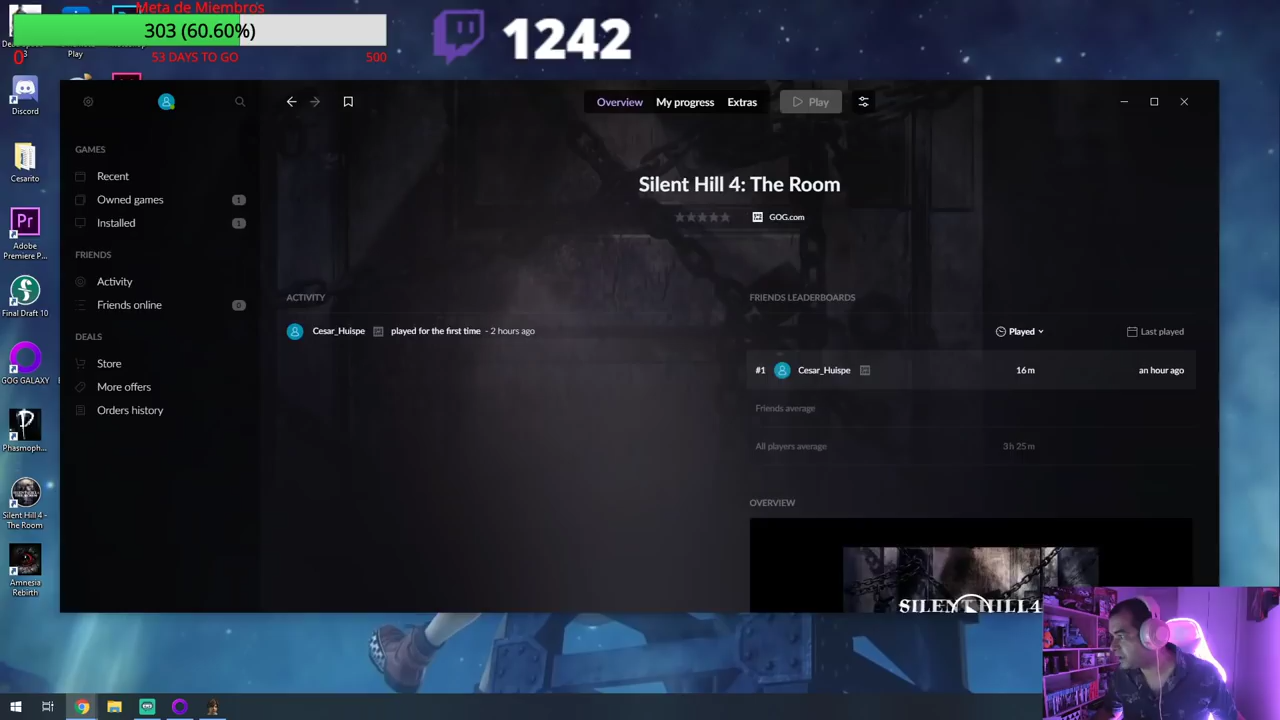 Meta de Miembros
303 (60.60%)
0
53 DAYS TO GO
500
1242
3
Play
Discord
Cesarito
Adobe
Premiere P...
Final Draft 10
GOG GALAXY
Phasmoph...
Silent Hill 4 -
The Room
Amnesia
Rebirth
Overview
My progress
Extras
Play
GAMES
Recent
Owned games
1
Installed
1
FRIENDS
Activity
Friends online
0
DEALS
Store
More offers
Orders history
Silent Hill 4: The Room
GOG.com
ACTIVITY
Cesar_Huispe played for the first time - 2 hours ago
FRIENDS LEADERBOARDS
Played
Last played
#1 Cesar_Huispe 16 m an hour ago
Friends average
All players average 3 h 25 m
OVERVIEW
SILENT HILL 4